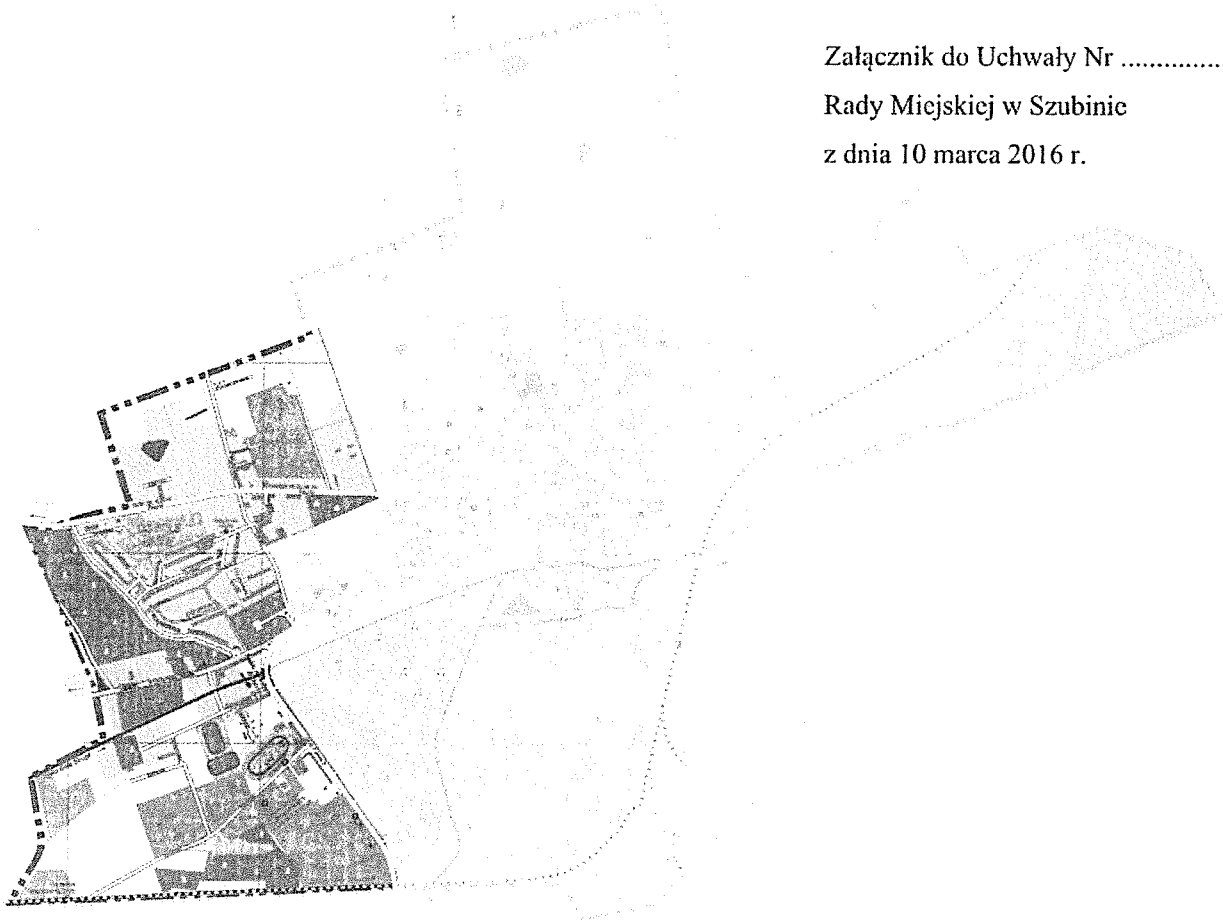 Załącznik do Uchwały Nr ..............
Rady Miejskiej w Szubinie
z dnia 10 marca 2016 r.